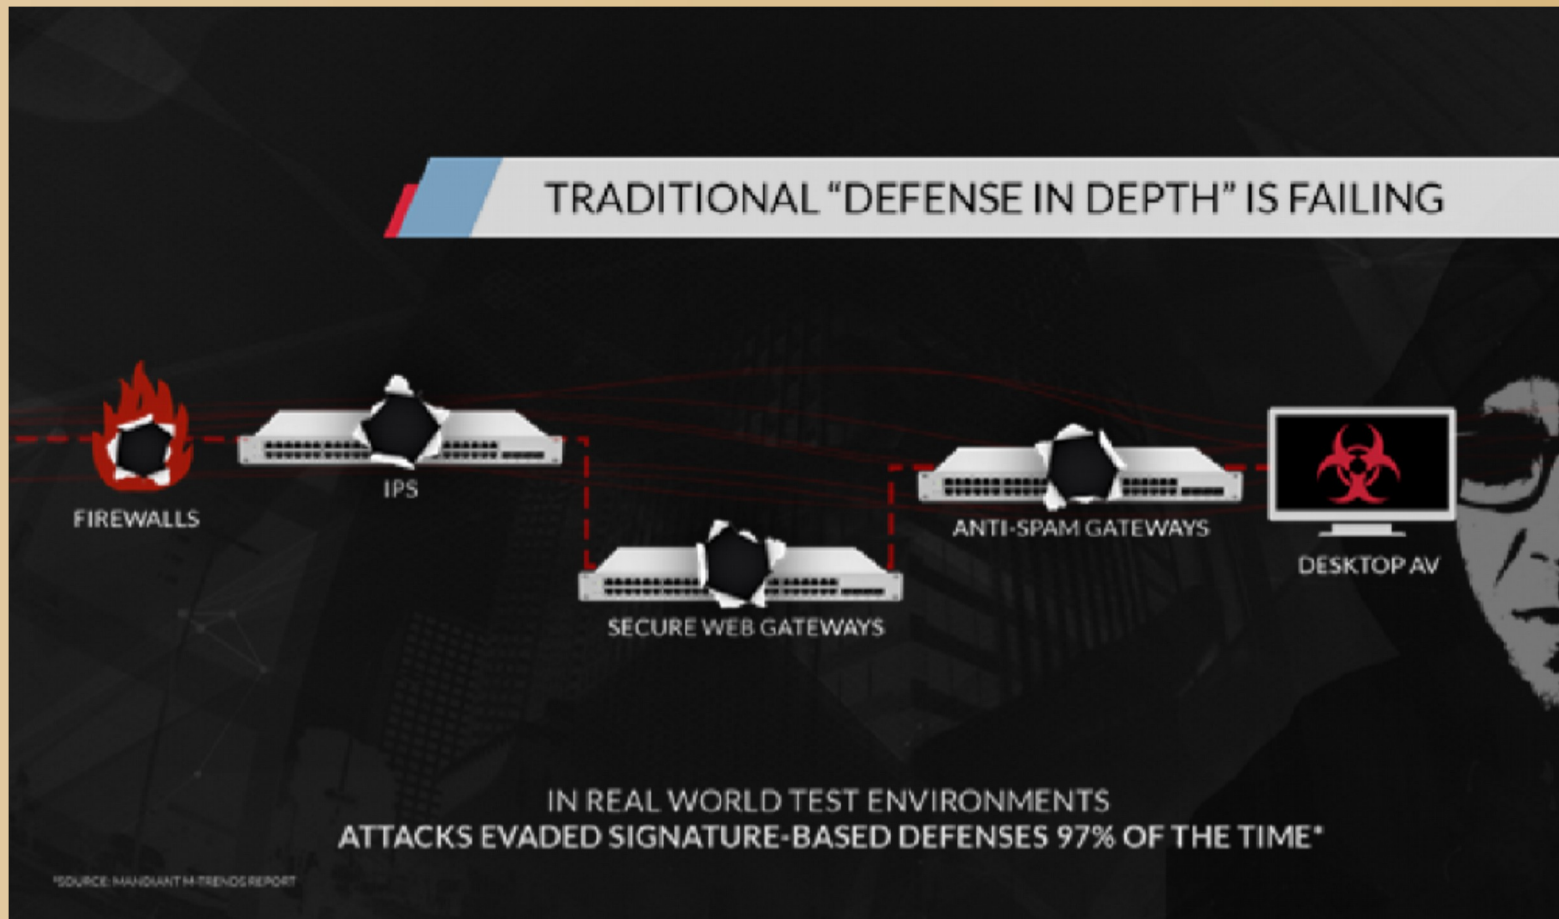 TRADITIONAL “DEFENSE IN DEPTH” IS FAILING
FIREWALLS
IPS
SECURE WEB GATEWAYS
ANTI-SPAM GATEWAYS
DESKTOP AV
IN REAL WORLD TEST ENVIRONMENTS
ATTACKS EVADED SIGNATURE-BASED DEFENSES 97% OF THE TIME*
*SOURCE: MANDIANT M-TRENDS REPORT